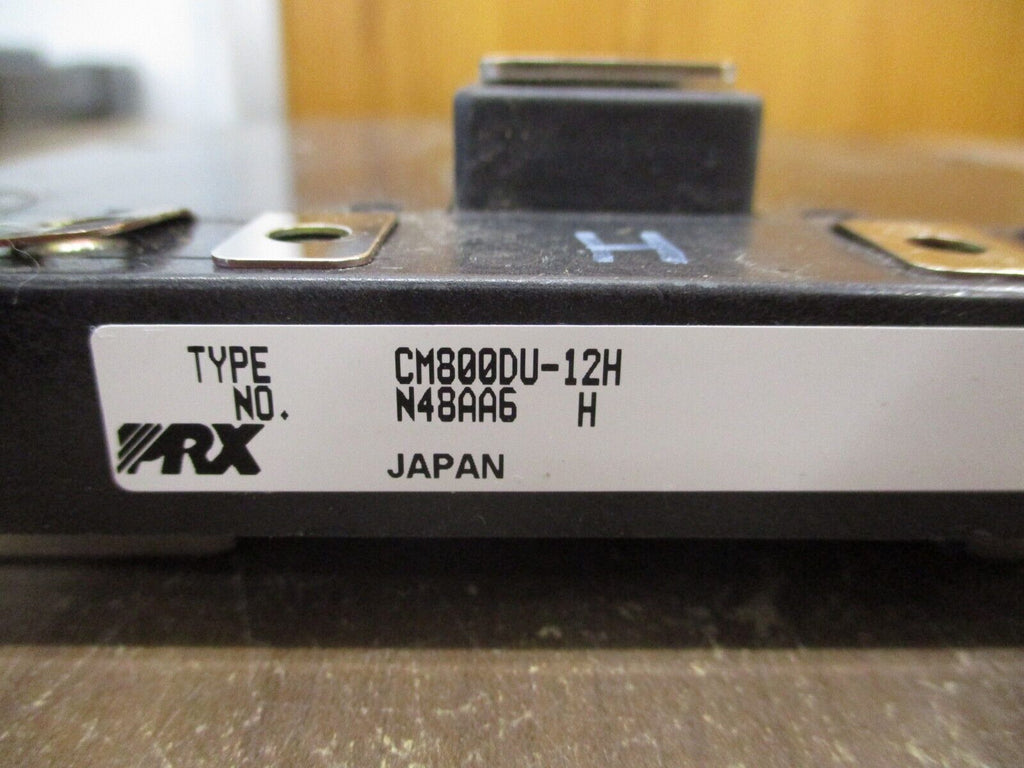 H
TYPE CM800DU-12H
NO. N48AA6 H
PRX
JAPAN